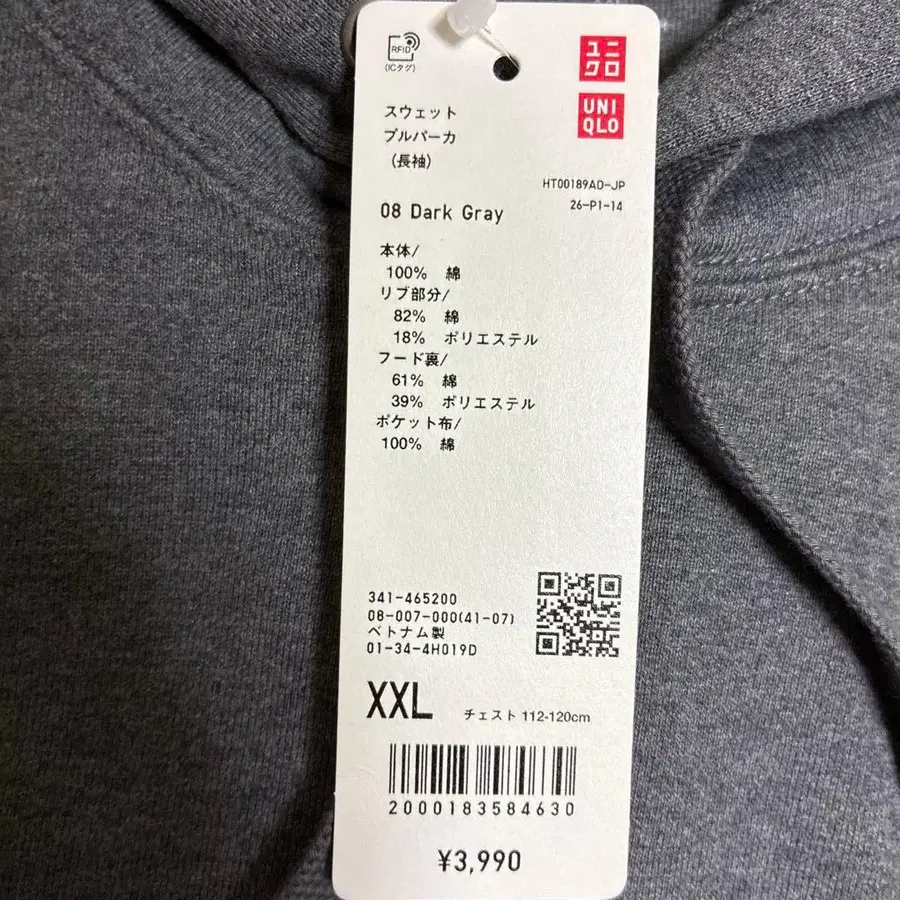 RFID
(ICタグ)
ユニ
クロ
UNI
QLO
スウェット
プルパーカ
(長袖)
HT00189AD-JP
26-P1-14
08 Dark Gray
本体/
100% 綿
リブ部分/
82% 綿
18% ポリエステル
フード裏/
61% 綿
39% ポリエステル
ポケット布/
100% 綿
341-465200
08-007-000(41-07)
ベトナム製
01-34-4H019D
XXL チェスト 112-120cm
2000183584630
¥3,990